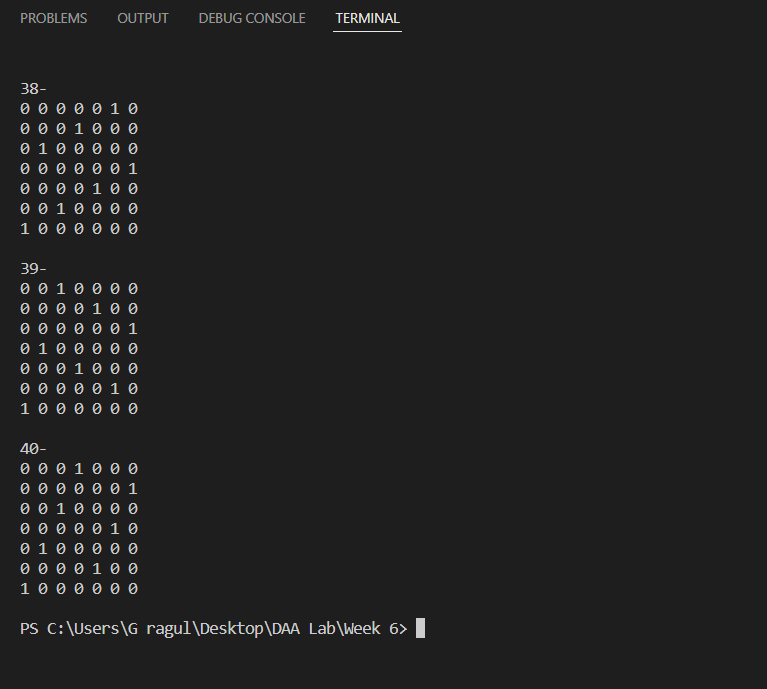 PROBLEMS OUTPUT DEBUG CONSOLE TERMINAL
38-
0 0 0 0 0 1 0
0 0 0 1 0 0 0
0 1 0 0 0 0 0
0 0 0 0 0 0 1
0 0 0 0 1 0 0
0 0 1 0 0 0 0
1 0 0 0 0 0 0
39-
0 0 1 0 0 0 0
0 0 0 0 1 0 0
0 0 0 0 0 0 1
0 1 0 0 0 0 0
0 0 0 1 0 0 0
0 0 0 0 0 1 0
1 0 0 0 0 0 0
40-
0 0 0 1 0 0 0
0 0 0 0 0 0 1
0 0 1 0 0 0 0
0 0 0 0 0 1 0
0 1 0 0 0 0 0
0 0 0 0 1 0 0
1 0 0 0 0 0 0
PS C:\Users\G ragul\Desktop\DAA Lab\Week 6>